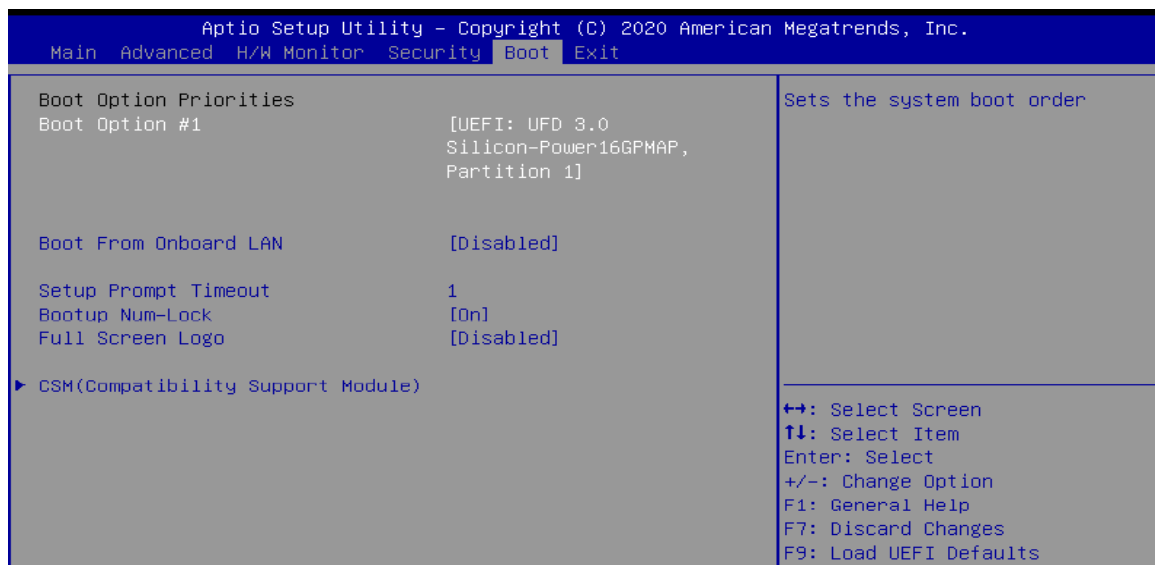 Aptio Setup Utility – Copyright (C) 2020 American Megatrends, Inc.
Main Advanced H/W Monitor Security Boot Exit
Boot Option Priorities
Boot Option #1 [UEFI: UFD 3.0
Silicon-Power16GPMAP,
Partition 1]
Boot From Onboard LAN [Disabled]
Setup Prompt Timeout 1
Bootup Num-Lock [On]
Full Screen Logo [Disabled]
▶ CSM(Compatibility Support Module)
Sets the system boot order
←→: Select Screen
↑↓: Select Item
Enter: Select
+/-: Change Option
F1: General Help
F7: Discard Changes
F9: Load UEFI Defaults